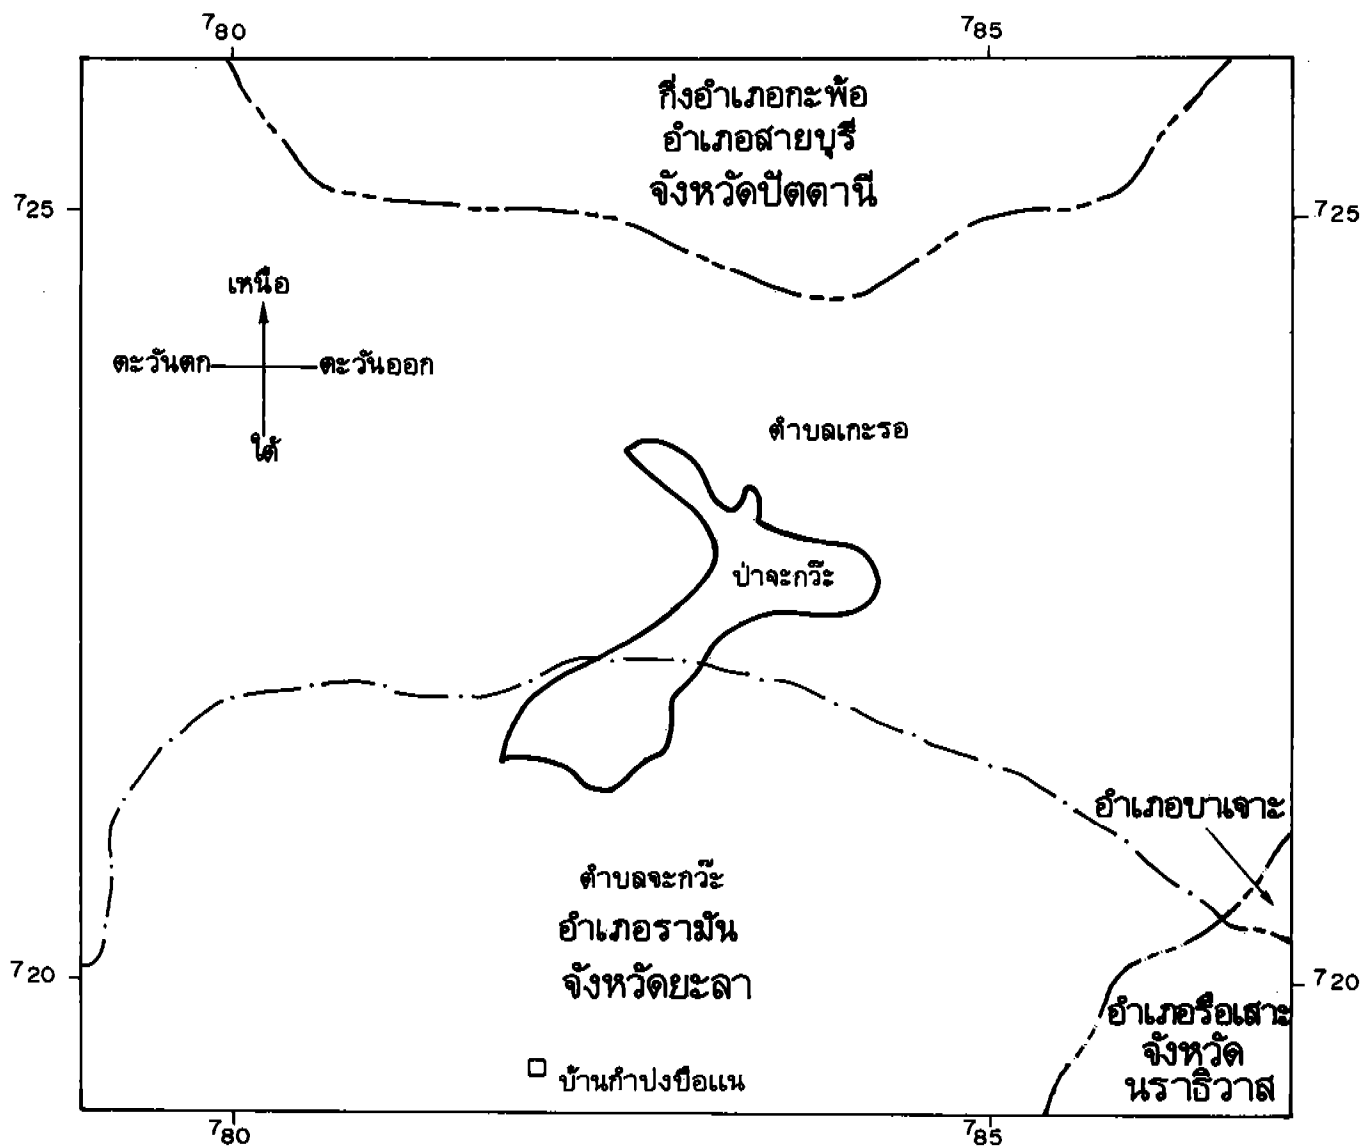 780
785
กิ่งอำเภอกะพ้อ
อำเภอสายบุรี
จังหวัดปัตตานี
725
725
เหนือ
ตะวันตก
ตะวันออก
ใต้
ตำบลเกะรอ
ป่าจะกว๊ะ
อำเภอบาเจาะ
ตำบลจะกว๊ะ
อำเภอรามัน
จังหวัดยะลา
720
720
อำเภอรือเสาะ
จังหวัด
นราธิวาส
บ้านกำปงบือแน
780
785